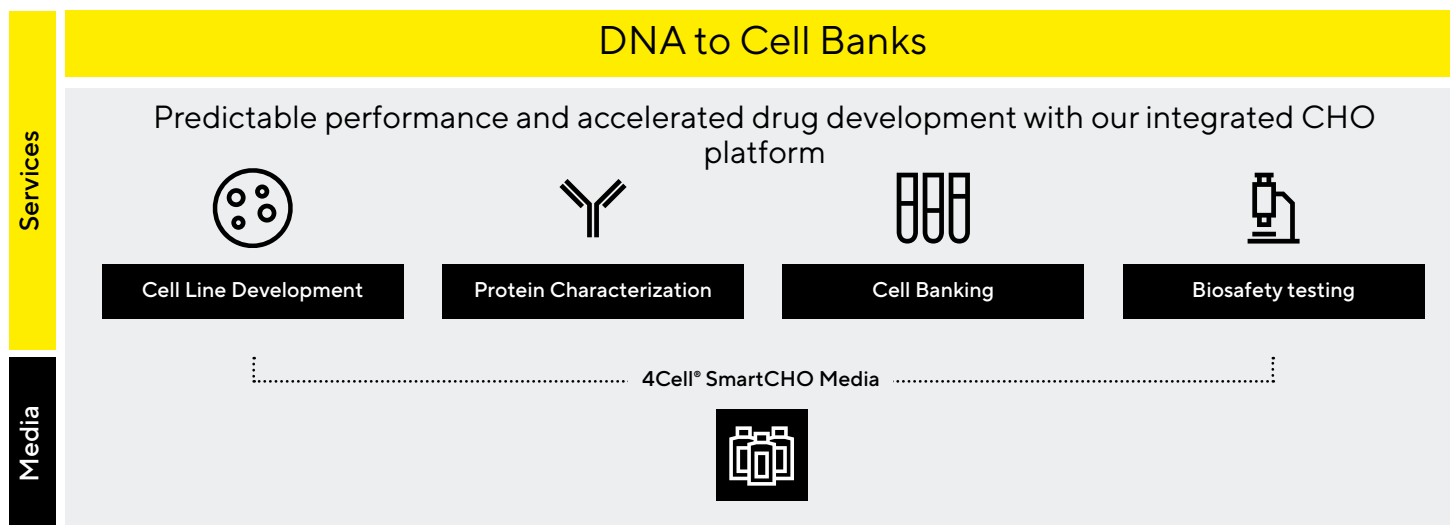 DNA to Cell Banks
Services
Predictable performance and accelerated drug development with our integrated CHO
platform
Cell Line Development
Protein Characterization
Cell Banking
Biosafety testing
Media
4Cell® SmartCHO Media